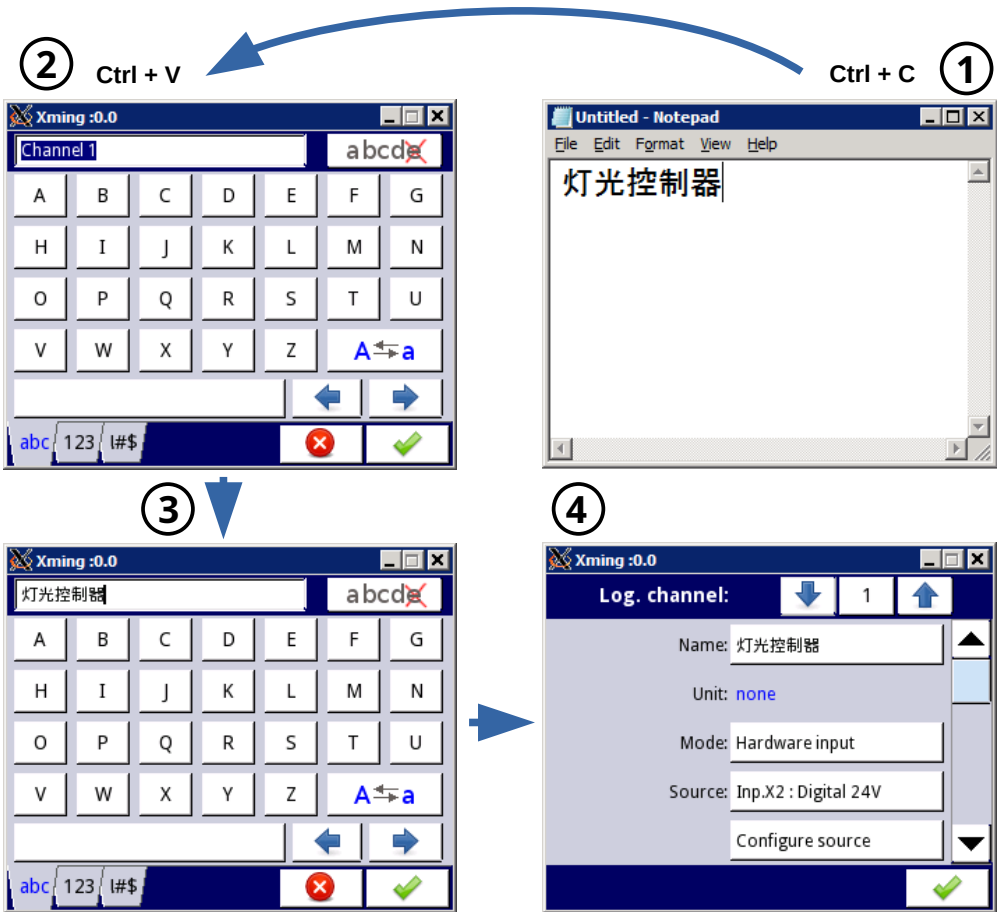 2 Ctrl + V
Ctrl + C 1
Xming :0.0
Channel 1 abcde
A B C D E F G
H I J K L M N
O P Q R S T U
V W X Y Z A a
abc 123 !#$
Untitled - Notepad
File Edit Format View Help
灯光控制器
3
Xming :0.0
灯光控制器 abcde
A B C D E F G
H I J K L M N
O P Q R S T U
V W X Y Z A a
abc 123 !#$
4
Xming :0.0
Log. channel: 1
Name: 灯光控制器
Unit: none
Mode: Hardware input
Source: Inp.X2 : Digital 24V
Configure source